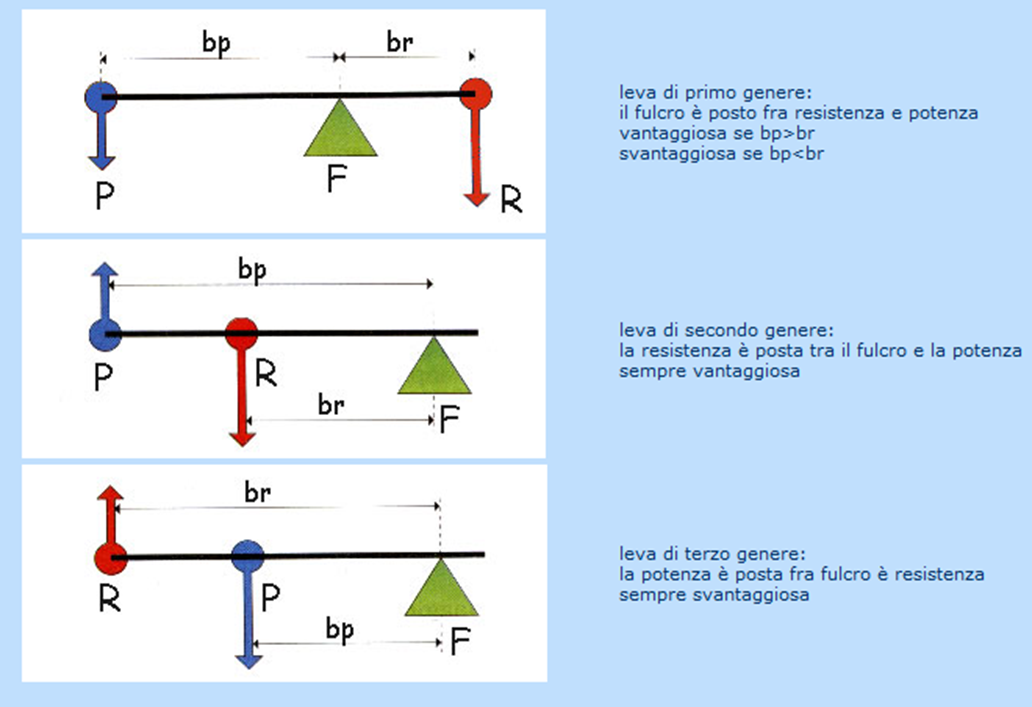 bp br
P
F
R
leva di primo genere:
il fulcro è posto fra resistenza e potenza
vantaggiosa se bp>br
svantaggiosa se bp<br
bp
P
R
br
F
leva di secondo genere:
la resistenza è posta tra il fulcro e la potenza
sempre vantaggiosa
br
R
P
bp
F
leva di terzo genere:
la potenza è posta fra fulcro è resistenza
sempre svantaggiosa